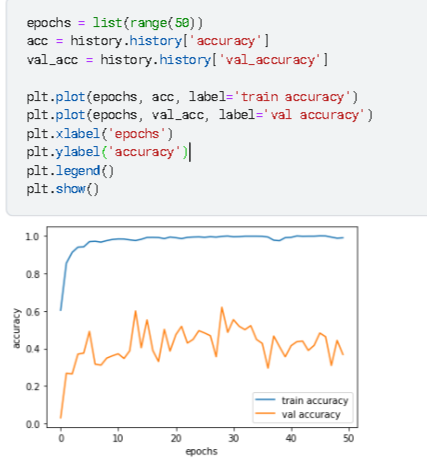 epochs = list(range(50))
acc = history.history['accuracy']
val_acc = history.history['val_accuracy']
plt.plot(epochs, acc, label='train accuracy')
plt.plot(epochs, val_acc, label='val accuracy')
plt.xlabel('epochs')
plt.ylabel('accuracy')
plt.legend()
plt.show()
1.0
0.8
0.6
0.4
0.2
0.0
accuracy
train accuracy
val accuracy
0 10 20 30 40 50
epochs